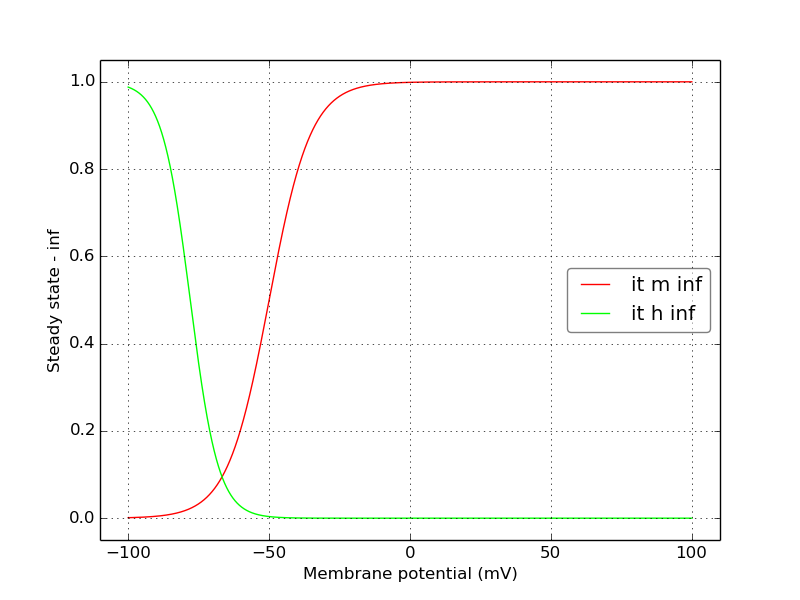 1.0
0.8
0.6
0.4
0.2
0.0
Steady state - inf
it m inf
it h inf
−100
−50
0
50
100
Membrane potential (mV)